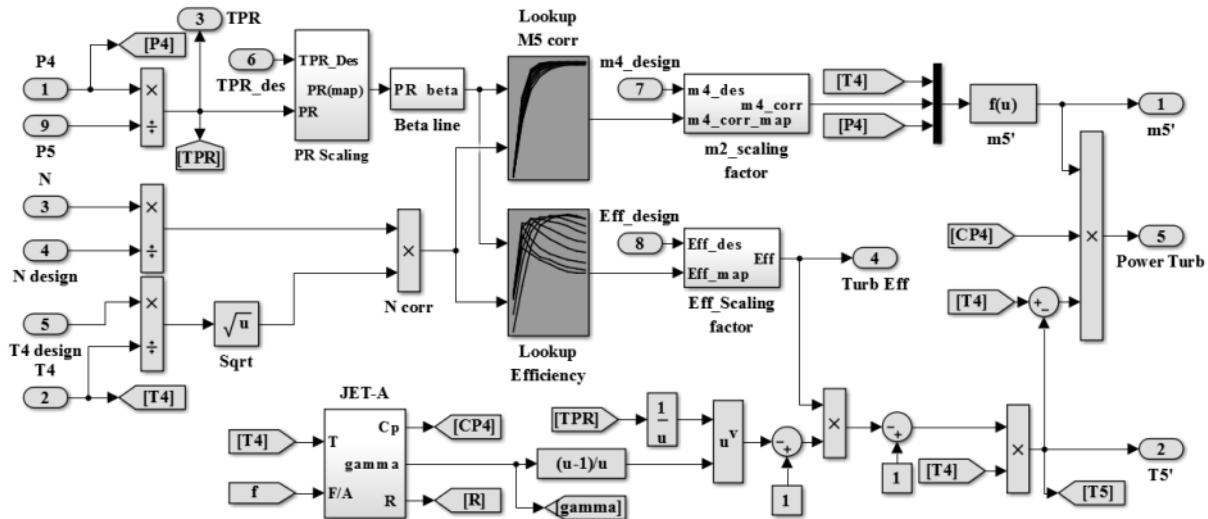 3 TPR
[P4]
P4
1
×
÷
9
P5
[TPR]
6
TPR_des
TPR_Des
PR(map)
PR
PR Scaling
PR beta
Beta line
Lookup
M5 corr
m4_design
7
m4_des
m4_corr
m4_corr_map
m2_scaling
factor
[T4]
[P4]
f(u)
m5'
1
m5'
N
3
×
÷
4
N design
×
N corr
5
×
÷
T4 design
T4
2
[T4]
√u
Sqrt
Eff_design
8
Eff_des
Eff
Eff_map
Eff_Scaling
factor
4
Turb Eff
Lookup
Efficiency
[CP4]
×
5
Power Turb
[T4]
+
−
JET-A
[T4]
T
f
F/A
Cp
gamma
R
[CP4]
[R]
(u-1)/u
[gamma]
[TPR]
1
u
u^v
−
+
1
×
−
+
1
[T4]
×
2
T5'
[T5]